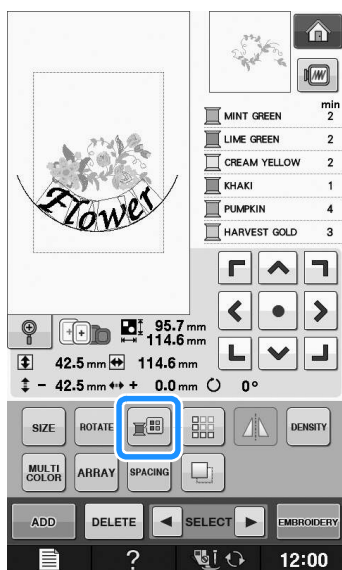 min
MINT GREEN 2
LIME GREEN 2
CREAM YELLOW 2
KHAKI 1
PUMPKIN 4
HARVEST GOLD 3
Flower
95.7 mm
114.6 mm
42.5 mm 114.6 mm
− 42.5 mm + 0.0 mm 0°
SIZE ROTATE DENSITY
MULTI COLOR ARRAY SPACING
ADD DELETE SELECT EMBROIDERY
? 12:00